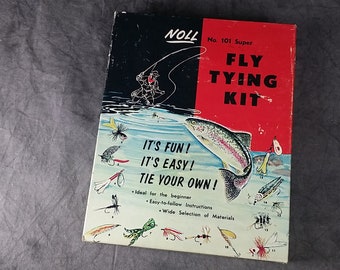 NOLL
No. 101 Super
FLY
TYING
KIT
IT'S FUN!
IT'S EASY!
TIE YOUR OWN!
• Ideal for the beginner
• Easy-to-follow Instructions
• Wide Selection of Materials